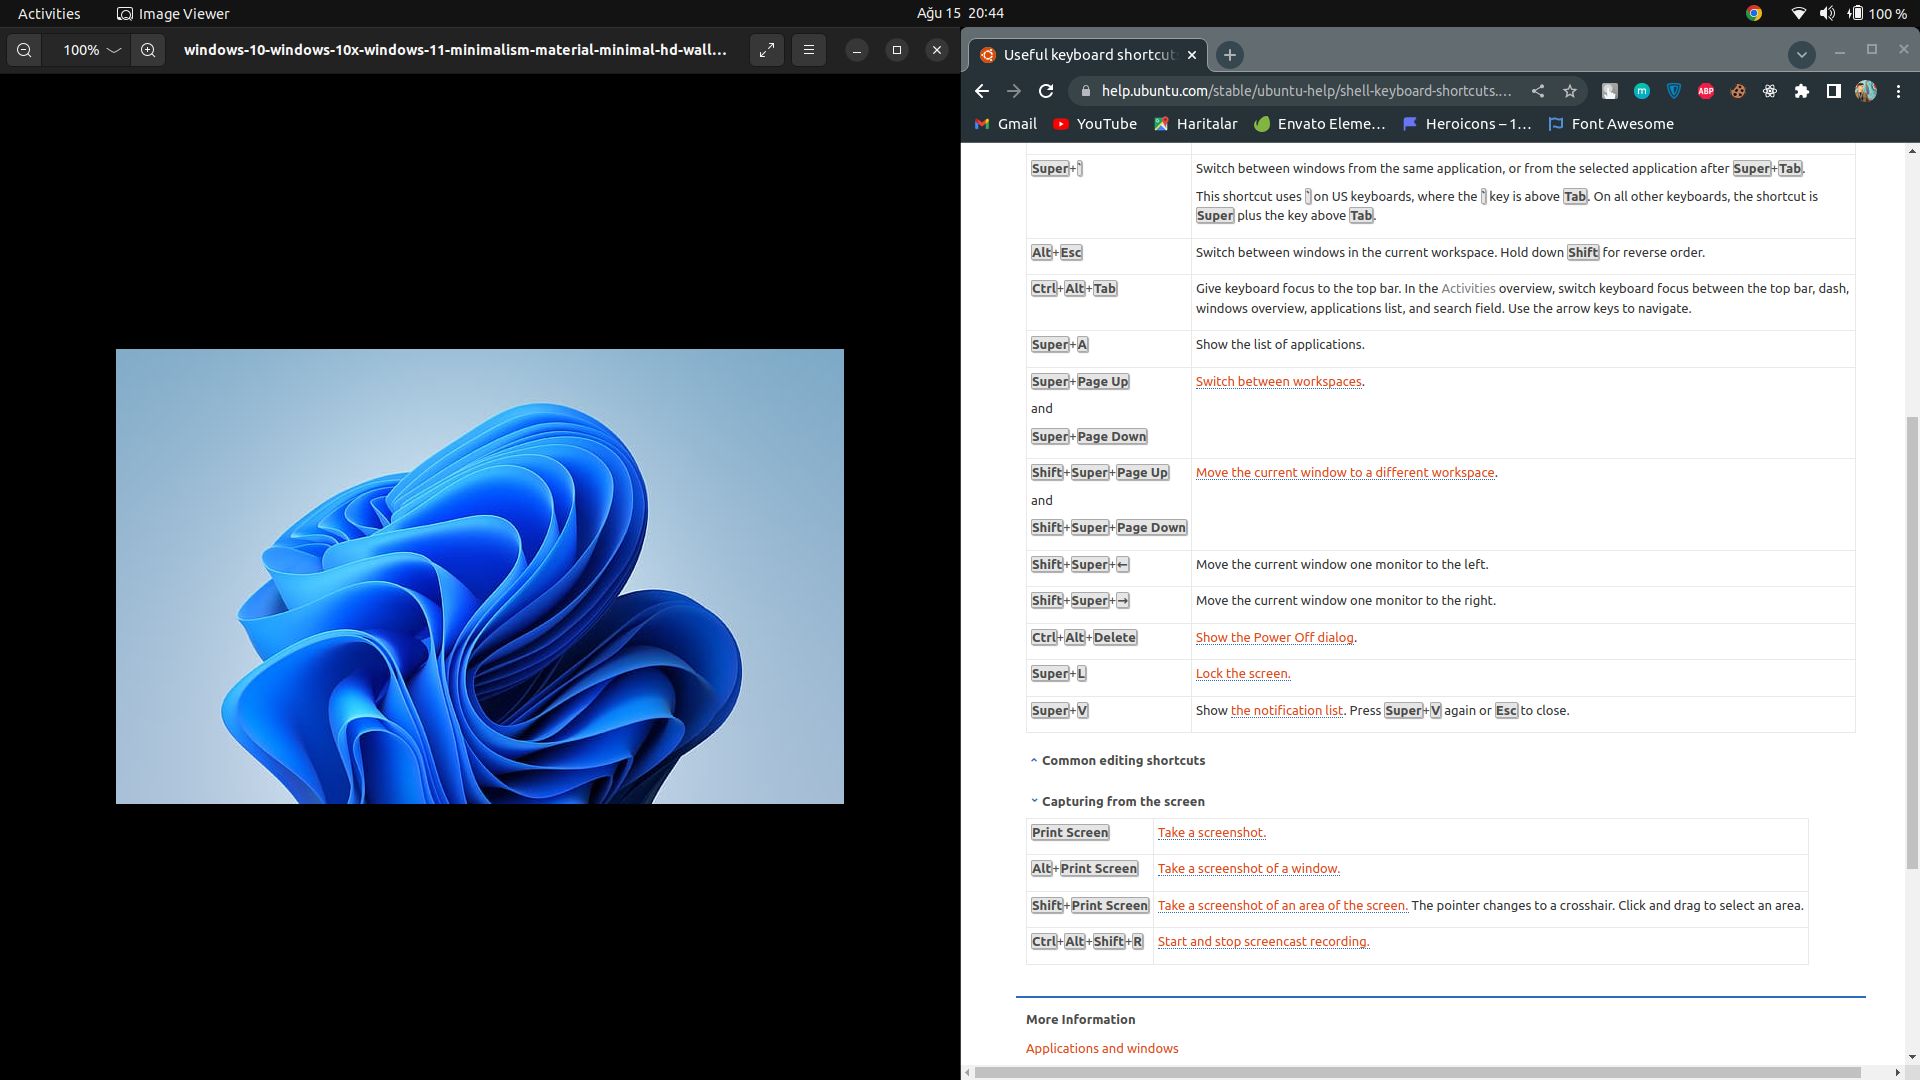 Activities
Image Viewer
Ağu 15 20:44
100 %
100%
windows-10-windows-10x-windows-11-minimalism-material-minimal-hd-wall…
Useful keyboard shortcut
help.ubuntu.com/stable/ubuntu-help/shell-keyboard-shortcuts.…
m
ABP
Gmail
YouTube
Haritalar
Envato Eleme…
Heroicons – 1…
Font Awesome
Super+` Switch between windows from the same application, or from the selected application after Super+Tab.
This shortcut uses ` on US keyboards, where the ` key is above Tab. On all other keyboards, the shortcut is
Super plus the key above Tab.
Alt+Esc Switch between windows in the current workspace. Hold down Shift for reverse order.
Ctrl+Alt+Tab Give keyboard focus to the top bar. In the Activities overview, switch keyboard focus between the top bar, dash,
windows overview, applications list, and search field. Use the arrow keys to navigate.
Super+A Show the list of applications.
Super+Page Up Switch between workspaces.
and
Super+Page Down
Shift+Super+Page Up Move the current window to a different workspace.
and
Shift+Super+Page Down
Shift+Super+← Move the current window one monitor to the left.
Shift+Super+→ Move the current window one monitor to the right.
Ctrl+Alt+Delete Show the Power Off dialog.
Super+L Lock the screen.
Super+V Show the notification list. Press Super+V again or Esc to close.
Common editing shortcuts
Capturing from the screen
Print Screen Take a screenshot.
Alt+Print Screen Take a screenshot of a window.
Shift+Print Screen Take a screenshot of an area of the screen. The pointer changes to a crosshair. Click and drag to select an area.
Ctrl+Alt+Shift+R Start and stop screencast recording.
More Information
Applications and windows